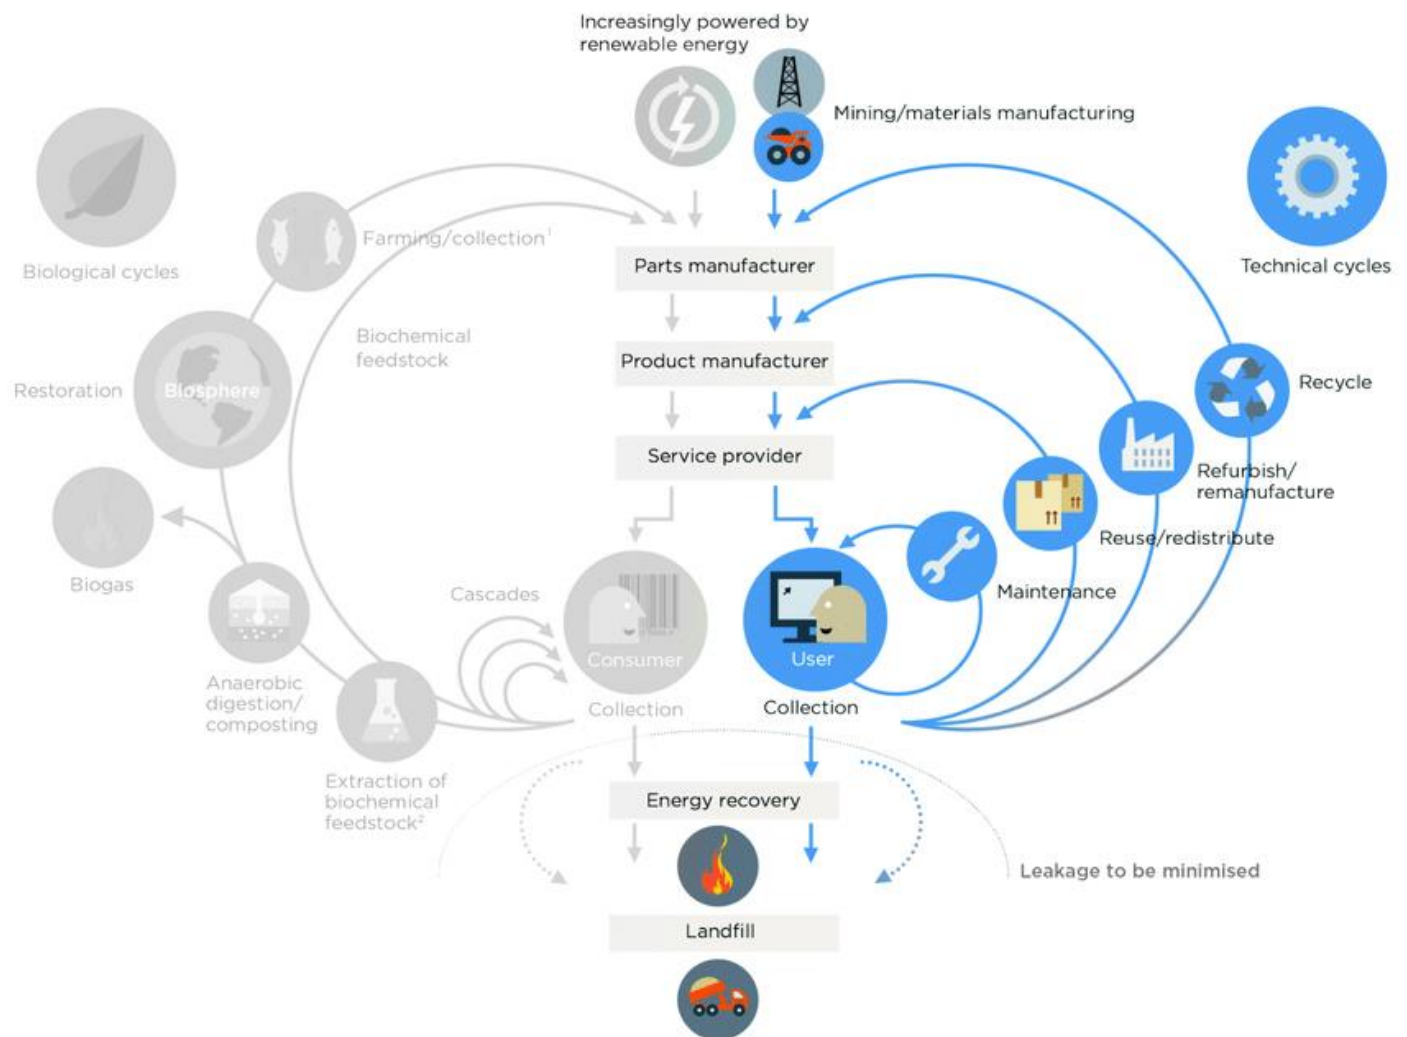 Increasingly powered by
renewable energy
Mining/materials manufacturing
Biological cycles
Technical cycles
Farming/collection¹
Parts manufacturer
Biochemical
feedstock
Product manufacturer
Restoration
Biosphere
Recycle
Service provider
Refurbish/
remanufacture
Reuse/redistribute
Biogas
Cascades
Maintenance
Consumer
User
Anaerobic
digestion/
composting
Collection
Collection
Extraction of
biochemical
feedstock²
Energy recovery
Leakage to be minimised
Landfill